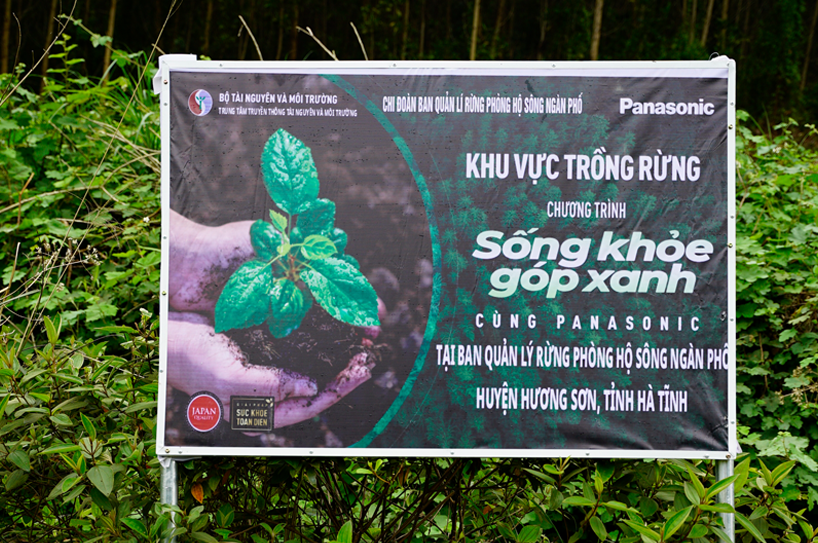 BỘ TÀI NGUYÊN VÀ MÔI TRƯỜNG
TRUNG TÂM TRUYỀN THÔNG TÀI NGUYÊN VÀ MÔI TRƯỜNG
CHI ĐOÀN BAN QUẢN LÍ RỪNG PHÒNG HỘ SÔNG NGÀN PHỐ
Panasonic
KHU VỰC TRỒNG RỪNG
CHƯƠNG TRÌNH
Sống khỏe
góp xanh
CÙNG PANASONIC
TẠI BAN QUẢN LÝ RỪNG PHÒNG HỘ SÔNG NGÀN PHỐ
HUYỆN HƯƠNG SƠN, TỈNH HÀ TĨNH
JAPAN
QUALITY
SỨC KHỎE
TOÀN DIỆN